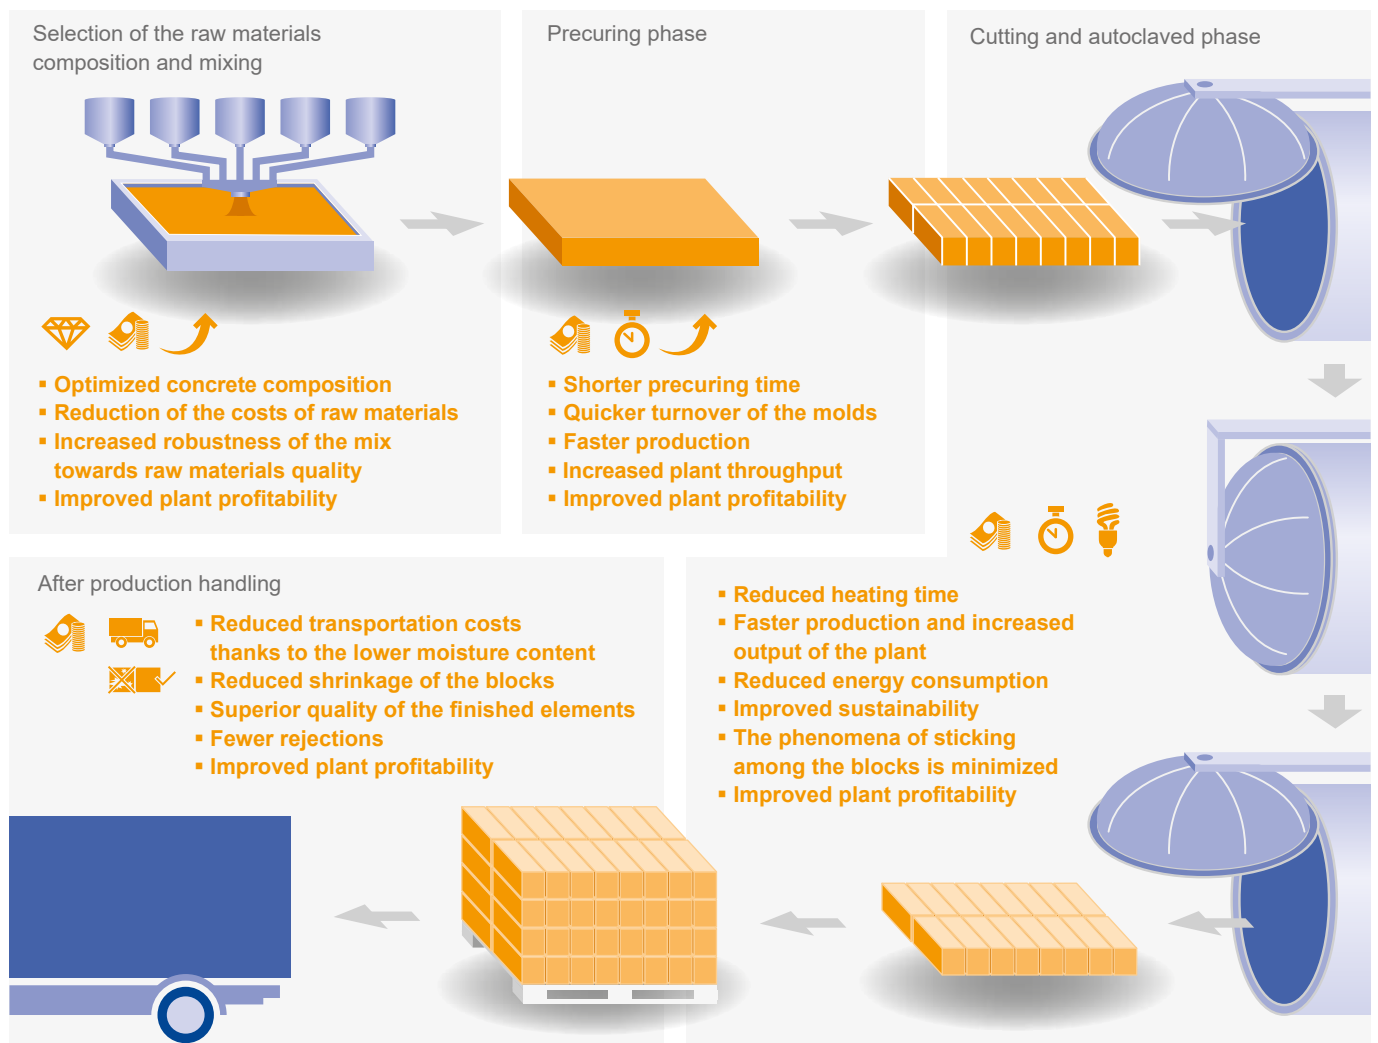 Selection of the raw materials
composition and mixing
▪ Optimized concrete composition
▪ Reduction of the costs of raw materials
▪ Increased robustness of the mix
towards raw materials quality
▪ Improved plant profitability
Precuring phase
▪ Shorter precuring time
▪ Quicker turnover of the molds
▪ Faster production
▪ Increased plant throughput
▪ Improved plant profitability
Cutting and autoclaved phase
▪ Reduced heating time
▪ Faster production and increased
output of the plant
▪ Reduced energy consumption
▪ Improved sustainability
▪ The phenomena of sticking
among the blocks is minimized
▪ Improved plant profitability
After production handling
▪ Reduced transportation costs
thanks to the lower moisture content
▪ Reduced shrinkage of the blocks
▪ Superior quality of the finished elements
▪ Fewer rejections
▪ Improved plant profitability